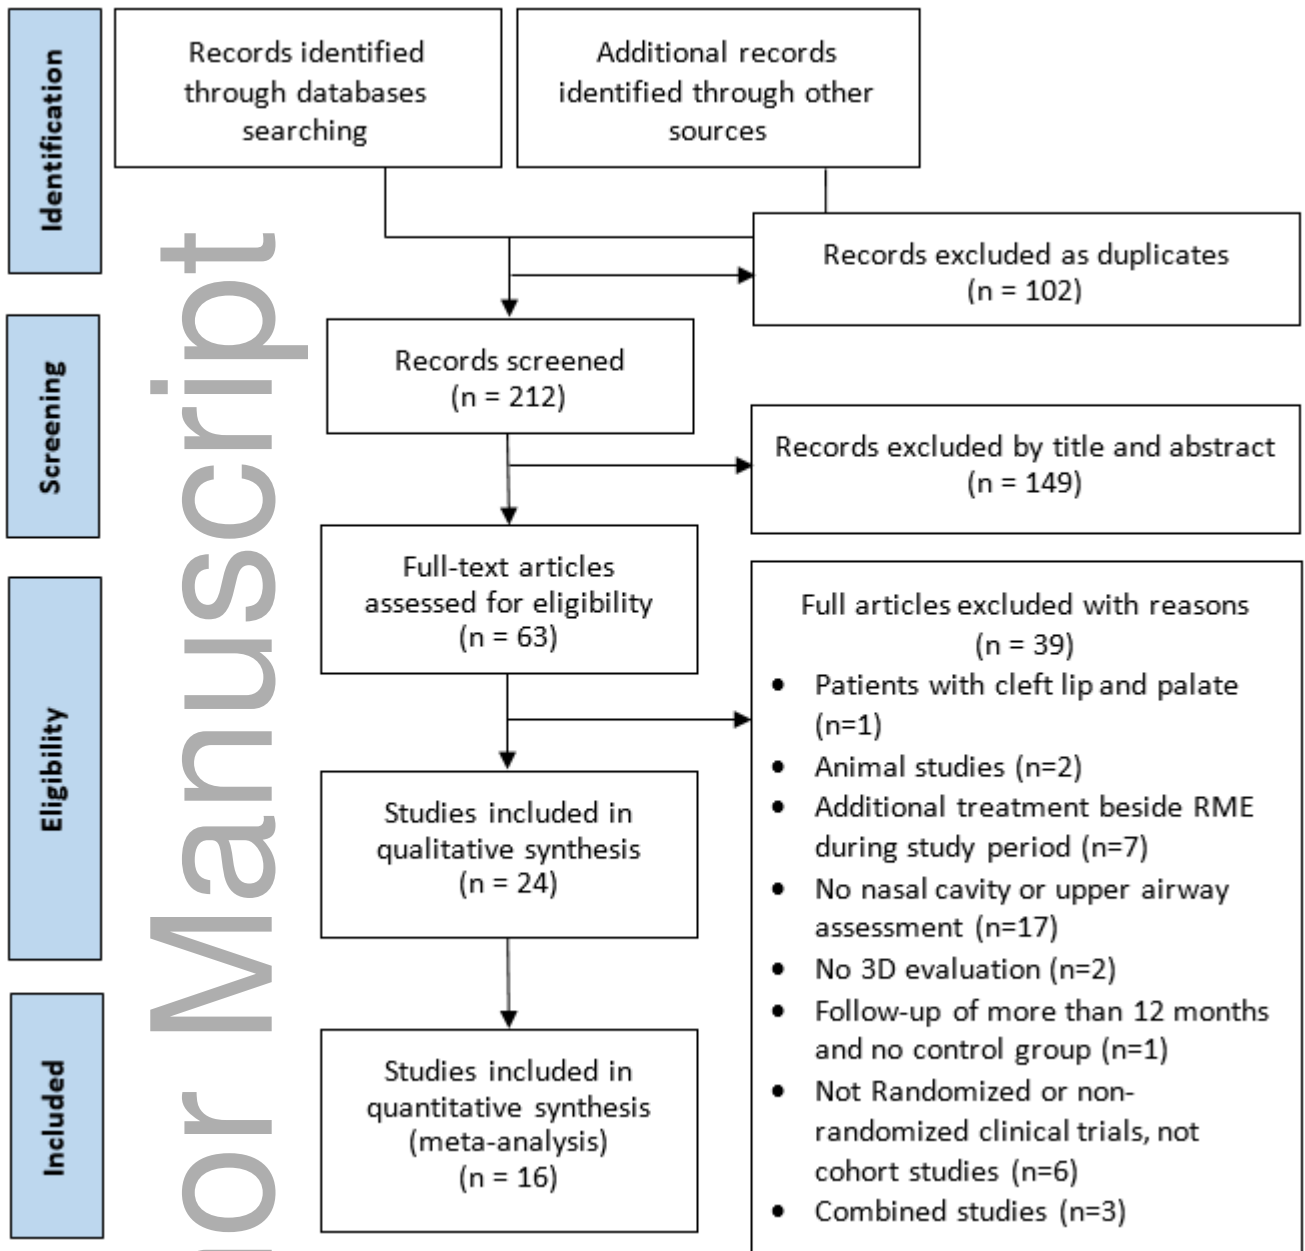 Identification
Records identified
through databases
searching
Additional records
identified through other
sources
Records excluded as duplicates
(n = 102)
Screening
Records screened
(n = 212)
Records excluded by title and abstract
(n = 149)
Eligibility
Full-text articles
assessed for eligibility
(n = 63)
Full articles excluded with reasons
(n = 39)
• Patients with cleft lip and palate
(n=1)
• Animal studies (n=2)
• Additional treatment beside RME
during study period (n=7)
• No nasal cavity or upper airway
assessment (n=17)
• No 3D evaluation (n=2)
• Follow-up of more than 12 months
and no control group (n=1)
• Not Randomized or non-
randomized clinical trials, not
cohort studies (n=6)
• Combined studies (n=3)
Studies included in
qualitative synthesis
(n = 24)
Included
Studies included in
quantitative synthesis
(meta-analysis)
(n = 16)
Manuscript